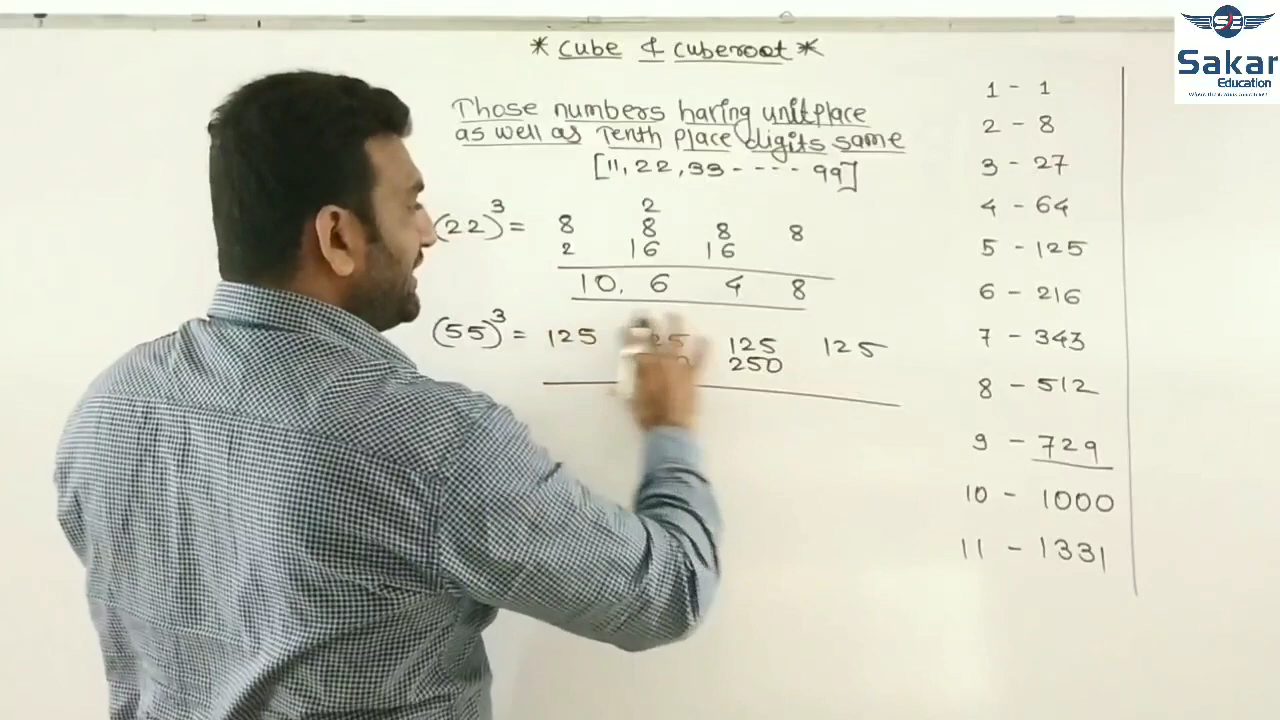 * Cube & Cuberoot *
Those numbers having unitplace
as well as Tenth place digits same
[11, 22, 33 - - - - 99]
2
(22)³ = 8 8 8 8
2 16 16
10. 6 4 8
(55)³ = 125 125 125
250
1 - 1
2 - 8
3 - 27
4 - 64
5 - 125
6 - 216
7 - 343
8 - 512
9 - 729
10 - 1000
11 - 1331
SE
Sakar
Education